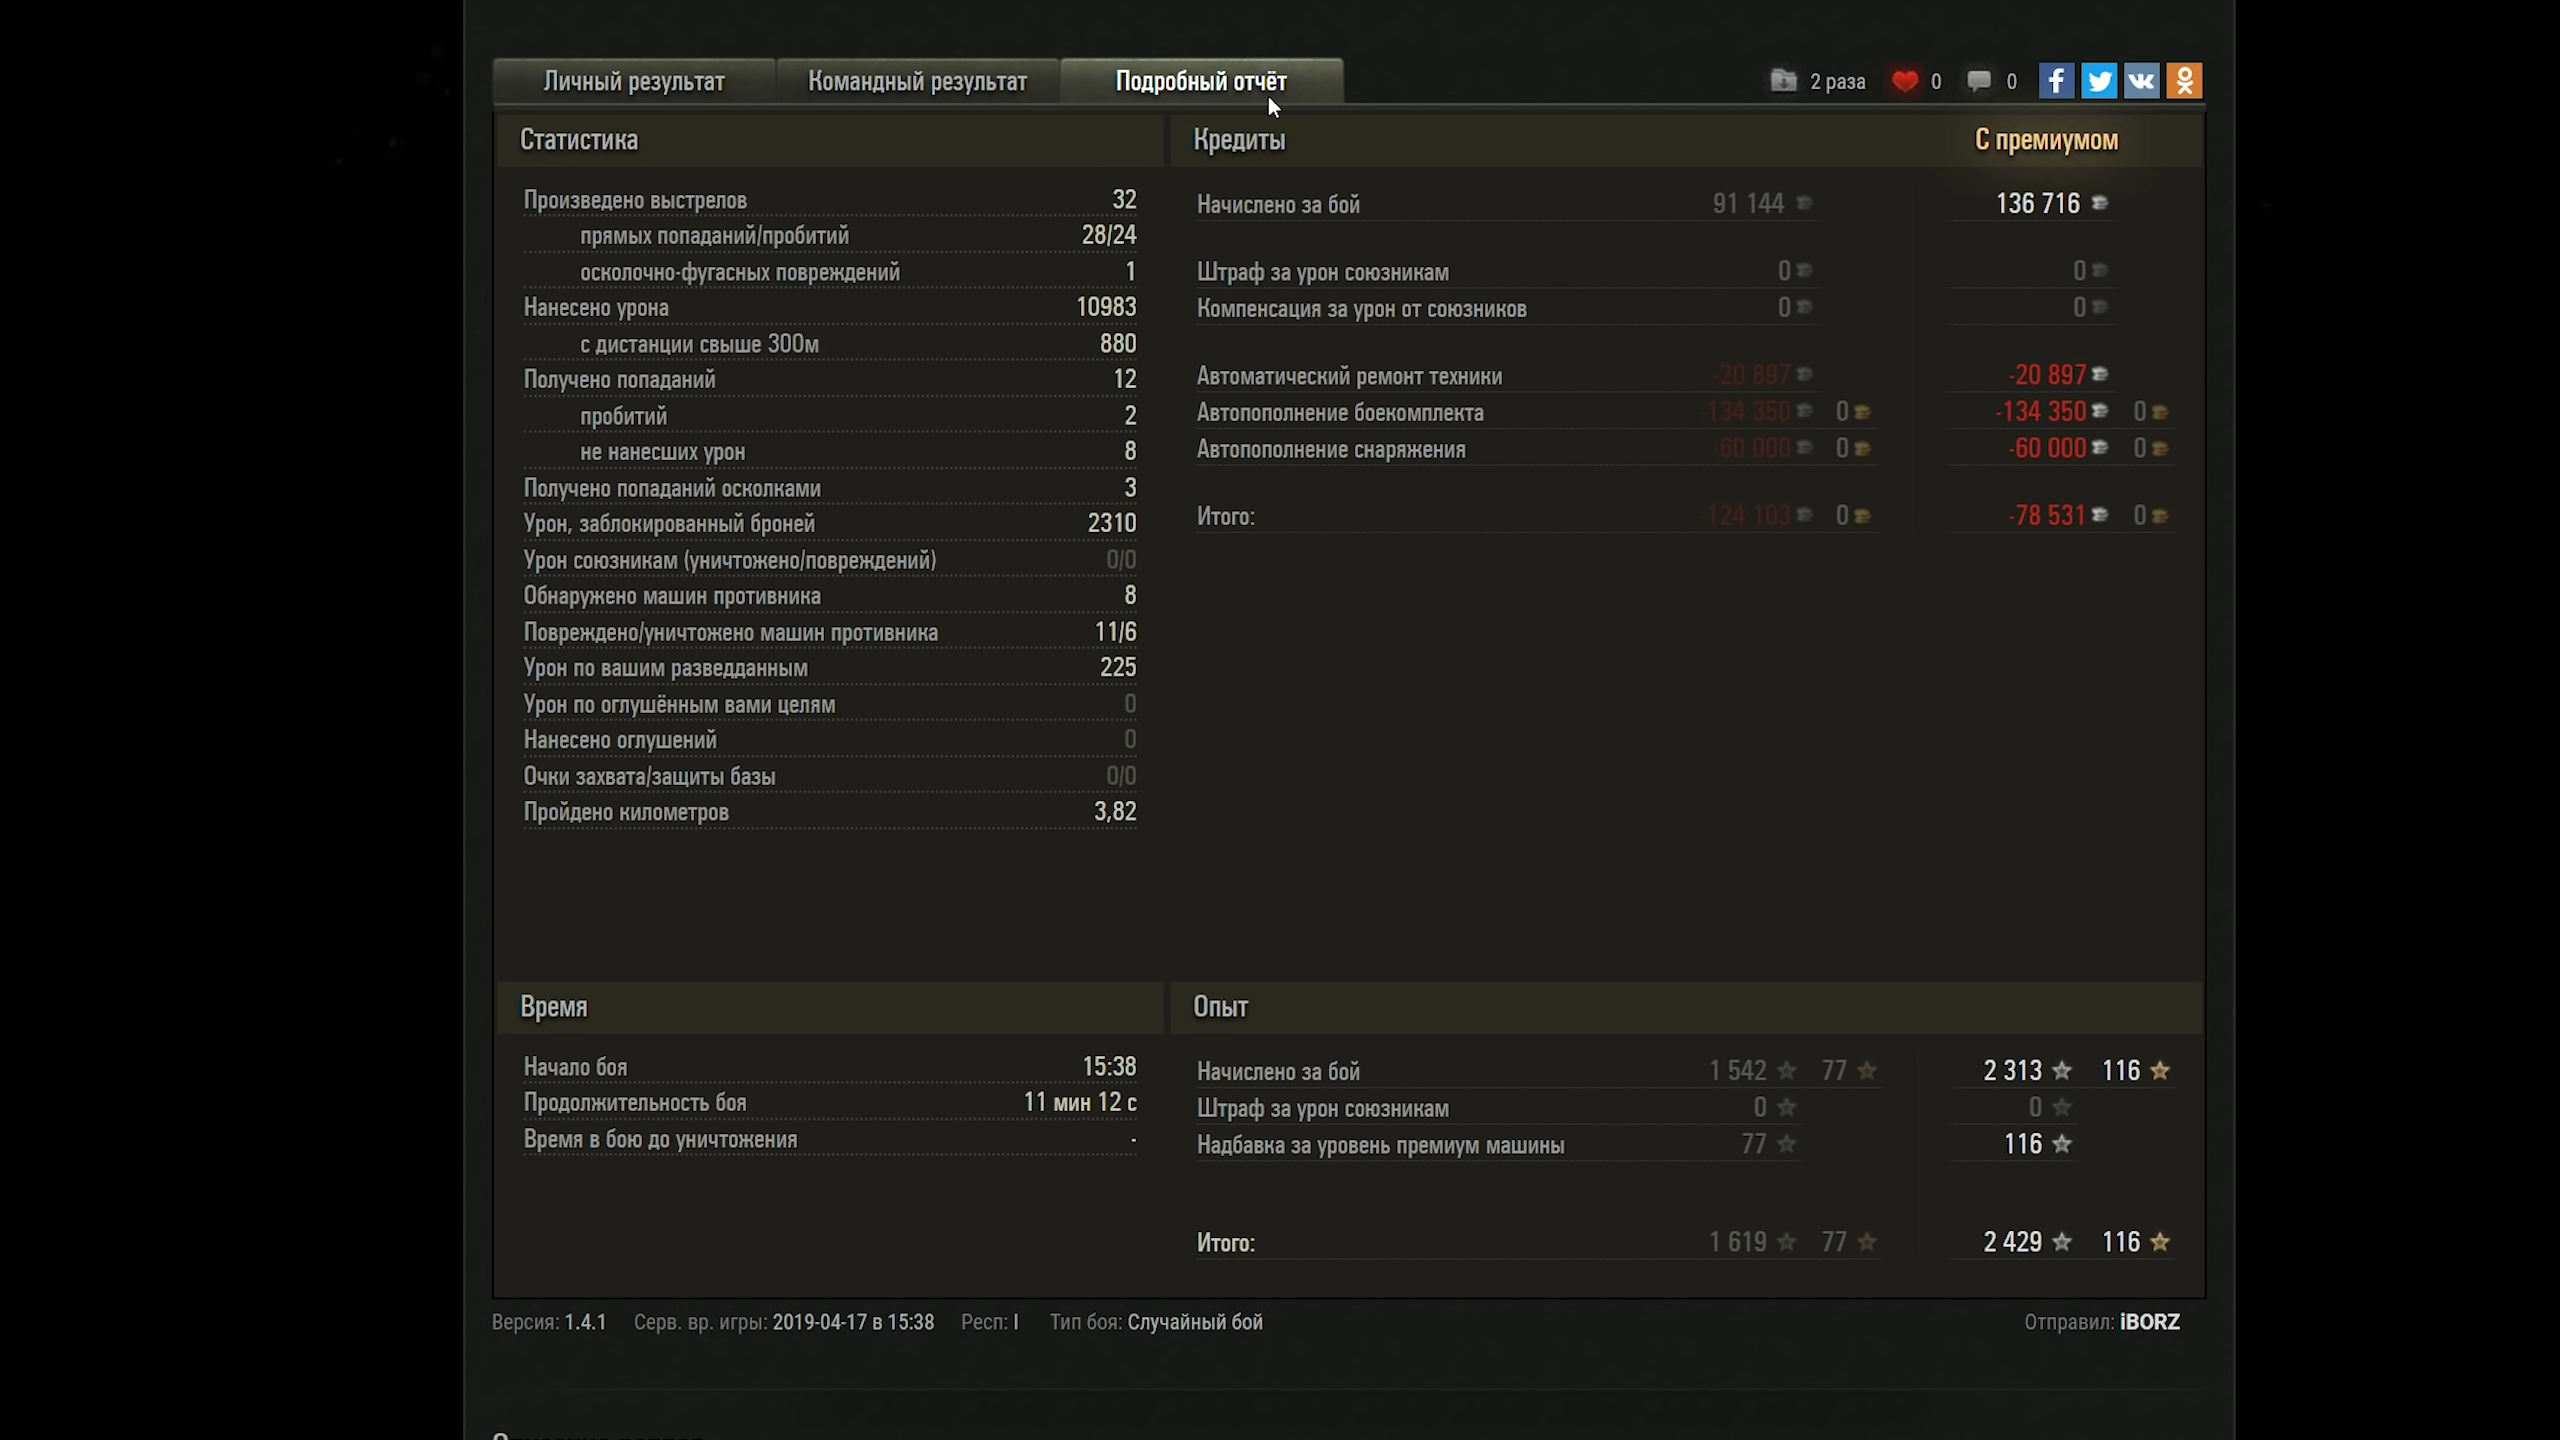 Личный результат Командный результат Подробный отчёт 2 раза 0 0
Статистика
Произведено выстрелов 32
прямых попаданий/пробитий 28/24
осколочно-фугасных повреждений 1
Нанесено урона 10983
с дистанции свыше 300м 880
Получено попаданий 12
пробитий 2
не нанесших урон 8
Получено попаданий осколками 3
Урон, заблокированный броней 2310
Урон союзникам (уничтожено/повреждений) 0/0
Обнаружено машин противника 8
Повреждено/уничтожено машин противника 11/6
Урон по вашим разведданным 225
Урон по оглушённым вами целям 0
Нанесено оглушений 0
Очки захвата/защиты базы 0/0
Пройдено километров 3,82
Кредиты С премиумом
Начислено за бой 91 144 136 716
Штраф за урон союзникам 0 0
Компенсация за урон от союзников 0 0
Автоматический ремонт техники -20 897 -20 897
Автопополнение боекомплекта -134 350 0 -134 350 0
Автопополнение снаряжения -60 000 0 -60 000 0
Итого: -124 103 0 -78 531 0
Время
Начало боя 15:38
Продолжительность боя 11 мин 12 с
Время в бою до уничтожения -
Опыт
Начислено за бой 1 542 77 2 313 116
Штраф за урон союзникам 0 0
Надбавка за уровень премиум машины 77 116
Итого: 1 619 77 2 429 116
Версия: 1.4.1 Серв. вр. игры: 2019-04-17 в 15:38 Респ: I Тип боя: Случайный бой Отправил: iBORZ